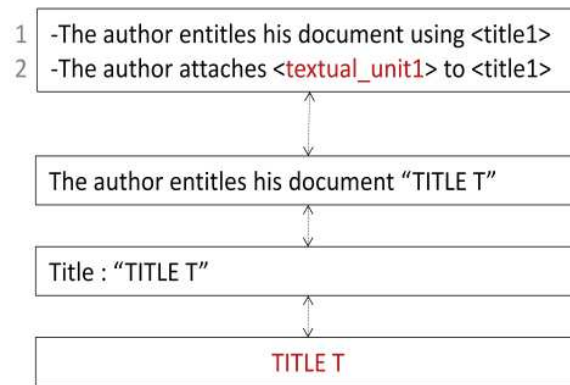 1 -The author entitles his document using <title1>
2 -The author attaches <textual_unit1> to <title1>
The author entitles his document “TITLE T”
Title : “TITLE T”
TITLE T